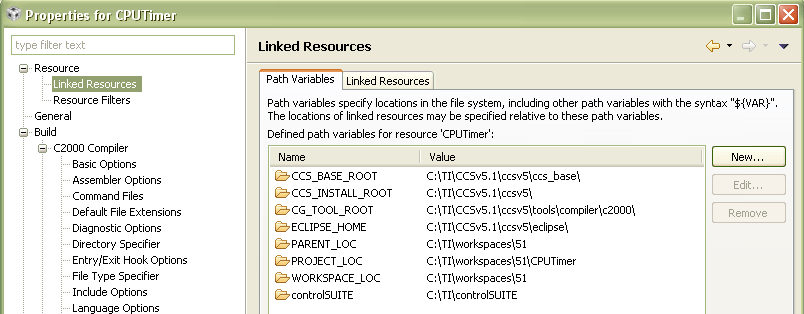 Properties for CPUTimer
type filter text
Resource
Linked Resources
Resource Filters
General
Build
C2000 Compiler
Basic Options
Assembler Options
Command Files
Default File Extensions
Diagnostic Options
Directory Specifier
Entry/Exit Hook Options
File Type Specifier
Include Options
Language Options
Linked Resources
Path Variables Linked Resources
Path variables specify locations in the file system, including other path variables with the syntax "${VAR}".
The locations of linked resources may be specified relative to these path variables.
Defined path variables for resource 'CPUTimer':
Name Value
CCS_BASE_ROOT C:\TI\CCSv5.1\ccsv5\ccs_base\
CCS_INSTALL_ROOT C:\TI\CCSv5.1\ccsv5\
CG_TOOL_ROOT C:\TI\CCSv5.1\ccsv5\tools\compiler\c2000\
ECLIPSE_HOME C:\TI\CCSv5.1\ccsv5\eclipse\
PARENT_LOC C:\TI\workspaces\51
PROJECT_LOC C:\TI\workspaces\51\CPUTimer
WORKSPACE_LOC C:\TI\workspaces\51
controlSUITE C:\TI\controlSUITE
New...
Edit...
Remove